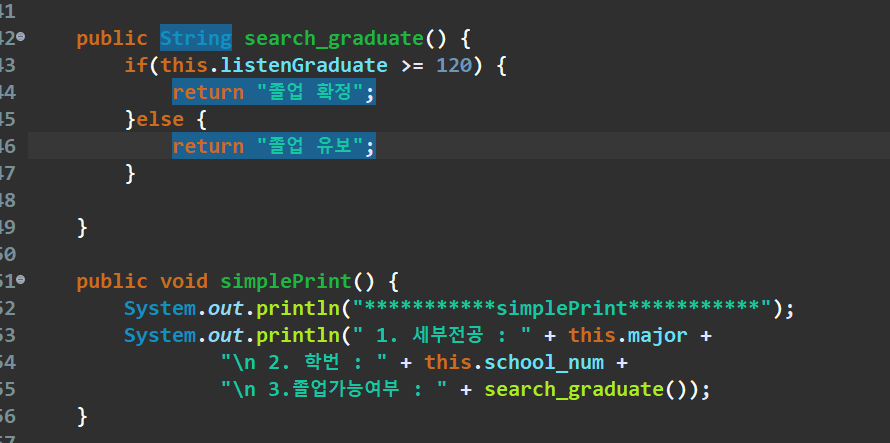 41
42 public String search_graduate() {
43 if(this.listenGraduate >= 120) {
44 return "졸업 확정";
45 }else {
46 return "졸업 유보";
47 }
48
49 }
50
51 public void simplePrint() {
52 System.out.println("***********simplePrint***********");
53 System.out.println(" 1. 세부전공 : " + this.major +
54 "\n 2. 학번 : " + this.school_num +
55 "\n 3.졸업가능여부 : " + search_graduate());
56 }
57